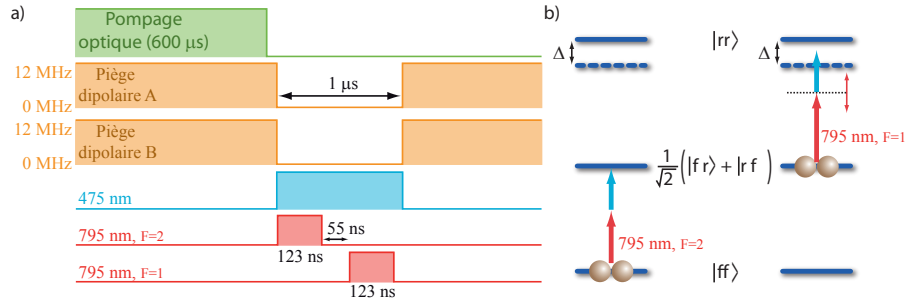 a)
Pompage
optique (600 µs)
12 MHz
Piège
dipolaire A
0 MHz
1 µs
12 MHz
Piège
dipolaire B
0 MHz
475 nm
795 nm, F=2
55 ns
123 ns
795 nm, F=1
123 ns
b)
Δ
|rr⟩
Δ
795 nm, F=1
1/√2 (|f r⟩ + |r f )
795 nm, F=2
|ff⟩